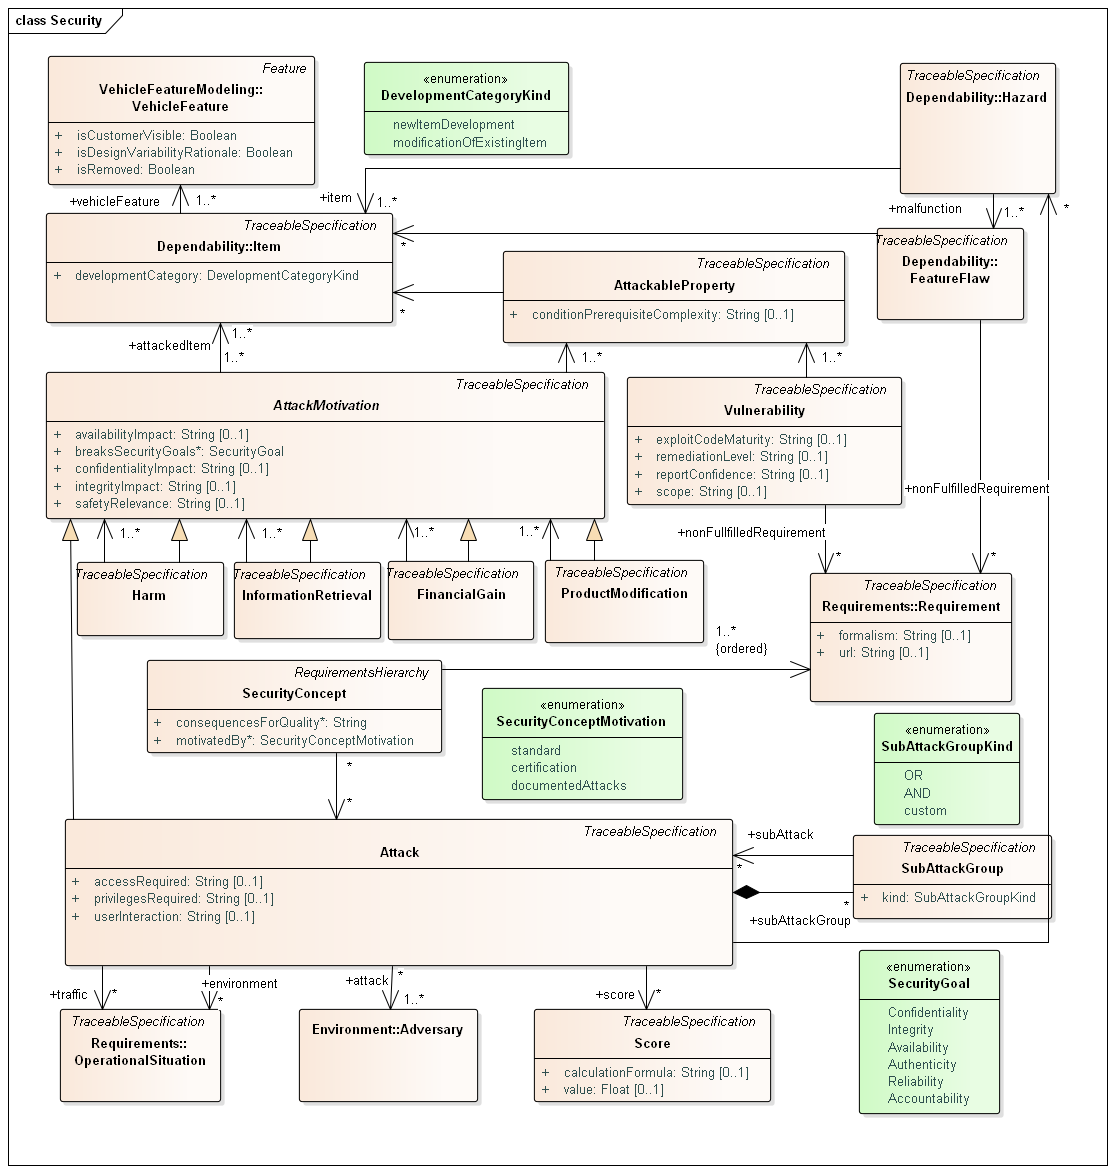 class Security
Feature
VehicleFeatureModeling::
VehicleFeature
+ isCustomerVisible: Boolean
+ isDesignVariabilityRationale: Boolean
+ isRemoved: Boolean
«enumeration»
DevelopmentCategoryKind
newItemDevelopment
modificationOfExistingItem
TraceableSpecification
Dependability::Hazard
+vehicleFeature
1..*
+item
1..*
+malfunction
1..*
*
TraceableSpecification
Dependability::Item
+ developmentCategory: DevelopmentCategoryKind
*
*
TraceableSpecification
AttackableProperty
+ conditionPrerequisiteComplexity: String [0..1]
TraceableSpecification
Dependability::
FeatureFlaw
+attackedItem
1..*
1..*
1..*
1..*
TraceableSpecification
AttackMotivation
+ availabilityImpact: String [0..1]
+ breaksSecurityGoals*: SecurityGoal
+ confidentialityImpact: String [0..1]
+ integrityImpact: String [0..1]
+ safetyRelevance: String [0..1]
TraceableSpecification
Vulnerability
+ exploitCodeMaturity: String [0..1]
+ remediationLevel: String [0..1]
+ reportConfidence: String [0..1]
+ scope: String [0..1]
+nonFulfilledRequirement
*
+nonFullfilledRequirement
*
1..*
1..*
1..*
1..*
TraceableSpecification
Harm
TraceableSpecification
InformationRetrieval
TraceableSpecification
FinancialGain
TraceableSpecification
ProductModification
TraceableSpecification
Requirements::Requirement
+ formalism: String [0..1]
+ url: String [0..1]
1..*
{ordered}
RequirementsHierarchy
SecurityConcept
+ consequencesForQuality*: String
+ motivatedBy*: SecurityConceptMotivation
«enumeration»
SecurityConceptMotivation
standard
certification
documentedAttacks
«enumeration»
SubAttackGroupKind
OR
AND
custom
*
*
TraceableSpecification
Attack
+ accessRequired: String [0..1]
+ privilegesRequired: String [0..1]
+ userInteraction: String [0..1]
+subAttack
*
*
+subAttackGroup
TraceableSpecification
SubAttackGroup
+ kind: SubAttackGroupKind
+traffic
*
+environment
*
+attack
*
1..*
+score
*
TraceableSpecification
Requirements::
OperationalSituation
Environment::Adversary
TraceableSpecification
Score
+ calculationFormula: String [0..1]
+ value: Float [0..1]
«enumeration»
SecurityGoal
Confidentiality
Integrity
Availability
Authenticity
Reliability
Accountability